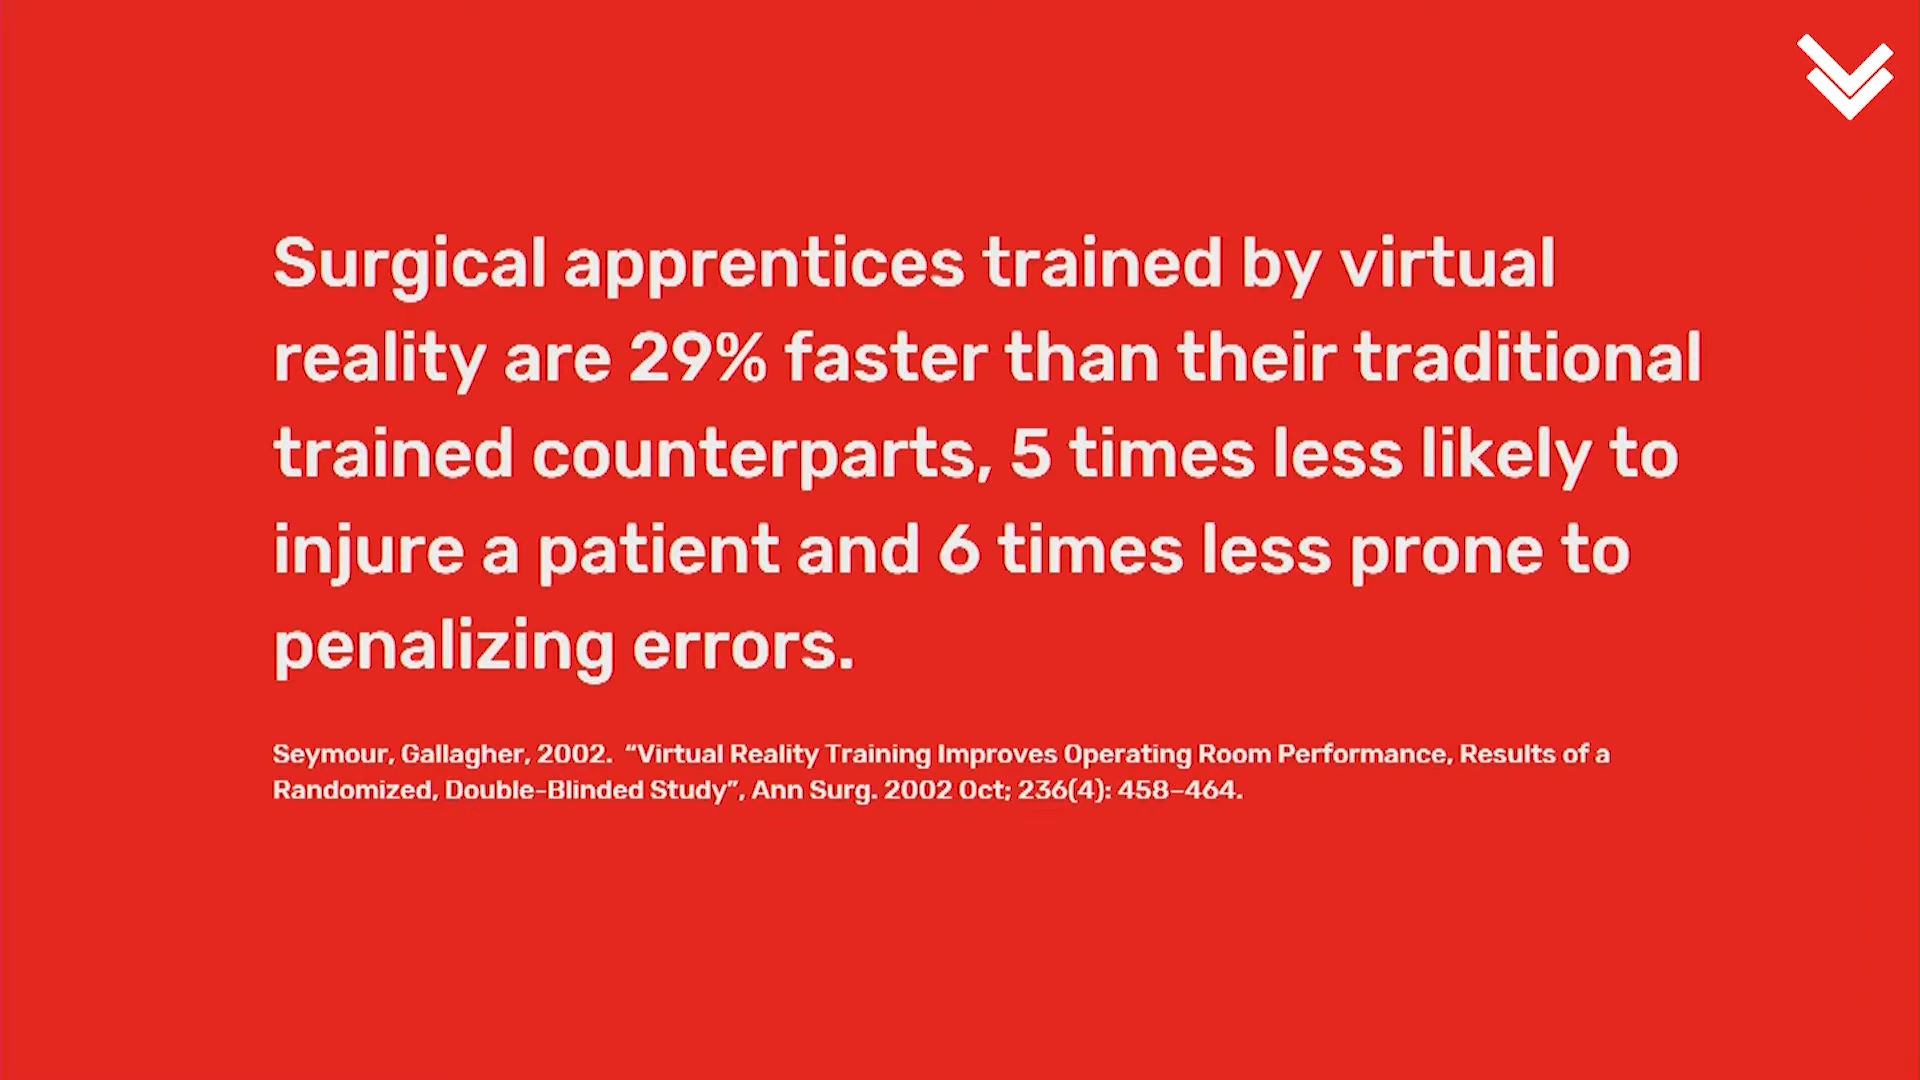 Surgical apprentices trained by virtual
reality are 29% faster than their traditional
trained counterparts, 5 times less likely to
injure a patient and 6 times less prone to
penalizing errors.
Seymour, Gallagher, 2002. “Virtual Reality Training Improves Operating Room Performance, Results of a
Randomized, Double-Blinded Study”, Ann Surg. 2002 Oct; 236(4): 458–464.